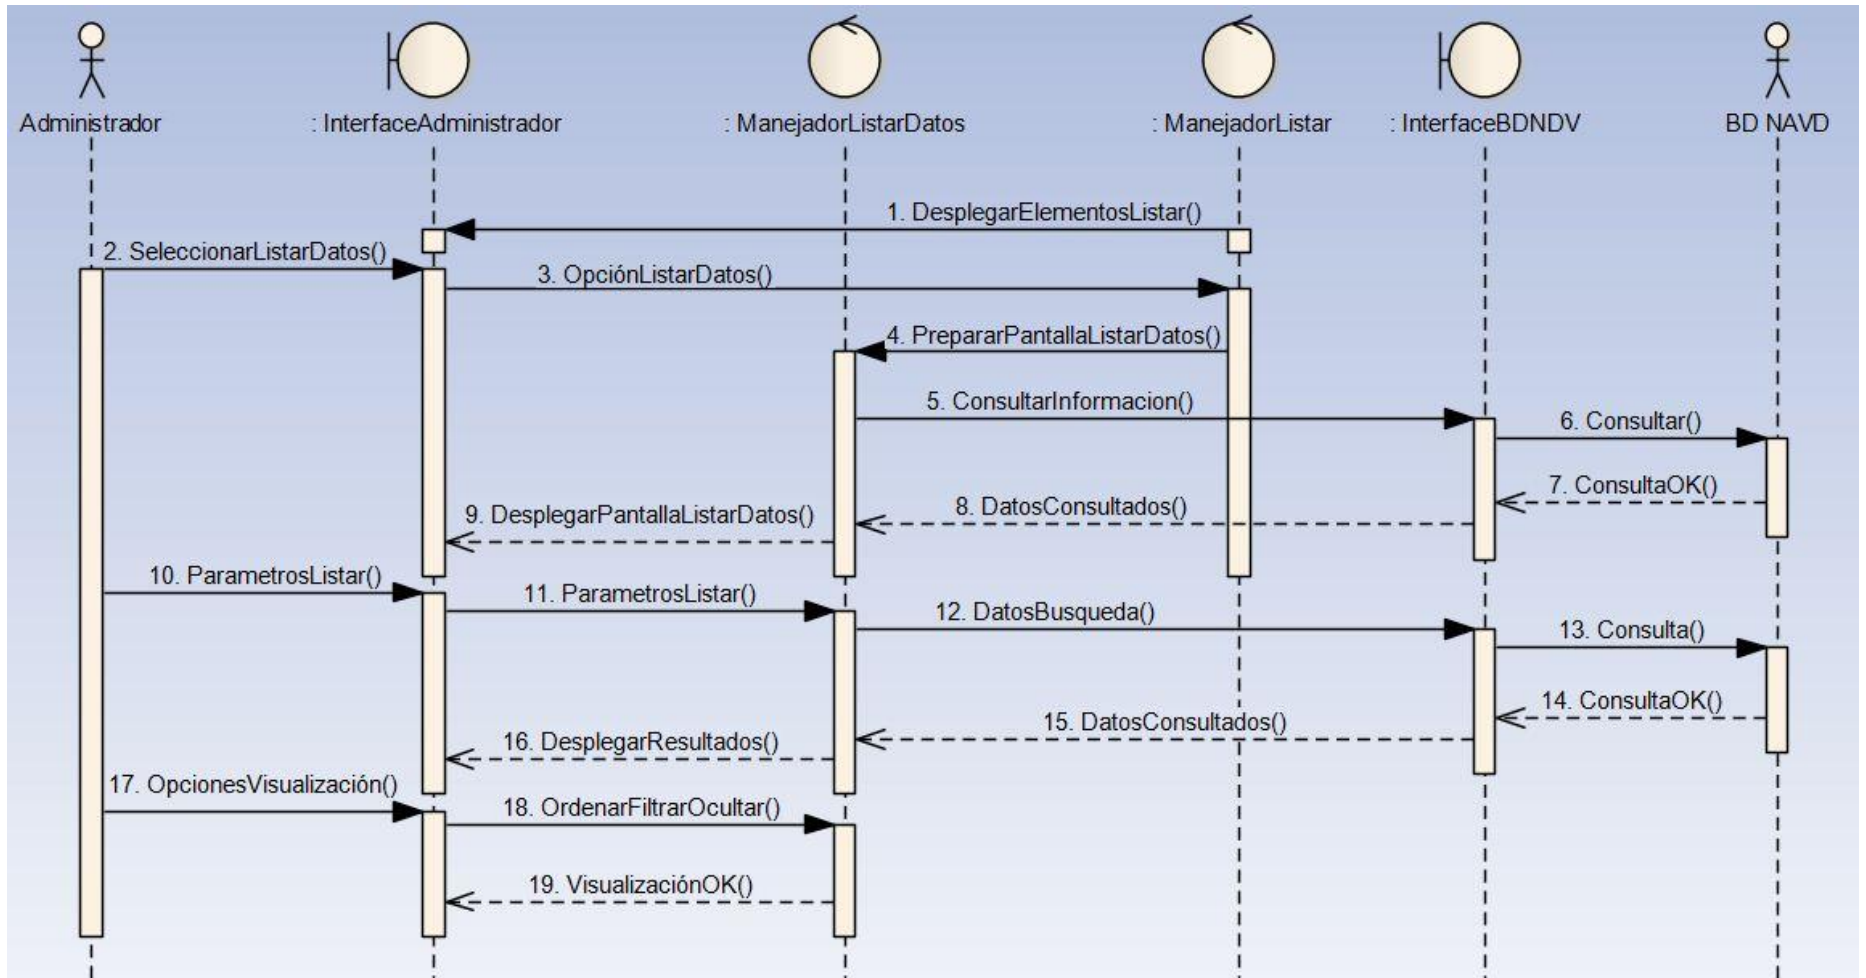 Administrador
: InterfaceAdministrador
: ManejadorListarDatos
: ManejadorListar
: InterfaceBDNDV
BD NAVD
1. DesplegarElementosListar()
2. SeleccionarListarDatos()
3. OpciónListarDatos()
4. PrepararPantallaListarDatos()
5. ConsultarInformacion()
6. Consultar()
7. ConsultaOK()
8. DatosConsultados()
9. DesplegarPantallaListarDatos()
10. ParametrosListar()
11. ParametrosListar()
12. DatosBusqueda()
13. Consulta()
14. ConsultaOK()
15. DatosConsultados()
16. DesplegarResultados()
17. OpcionesVisualización()
18. OrdenarFiltrarOcultar()
19. VisualizaciónOK()